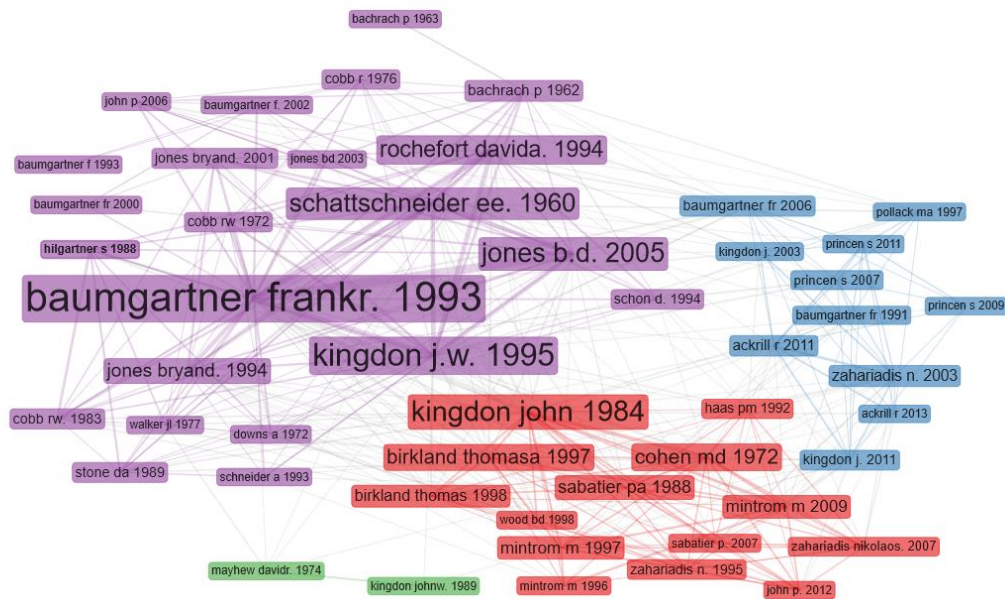 bachrach p 1963
cobb r 1976
bachrach p 1962
john p 2006
baumgartner f. 2002
rochefort davida. 1994
jones bryand. 2001
jones bd 2003
baumgartner f 1993
baumgartner fr 2000
schattschneider ee. 1960
baumgartner fr 2006
pollack ma 1997
cobb rw 1972
hilgartner s 1988
jones b.d. 2005
kingdon j. 2003
princen s 2011
princen s 2007
baumgartner frankr. 1993
schon d. 1994
princen s 2009
baumgartner fr 1991
ackrill r 2011
kingdon j.w. 1995
jones bryand. 1994
zahariadis n. 2003
kingdon john 1984
haas pm 1992
ackrill r 2013
cobb rw. 1983
walker jl 1977
downs a 1972
birkland thomasa 1997
cohen md 1972
kingdon j. 2011
stone da 1989
schneider a 1993
sabatier pa 1988
birkland thomas 1998
mintrom m 2009
wood bd 1998
mintrom m 1997
sabatier p. 2007
zahariadis nikolaos. 2007
mayhew davidr. 1974
zahariadis n. 1995
kingdon johnw. 1989
mintrom m 1996
john p. 2012